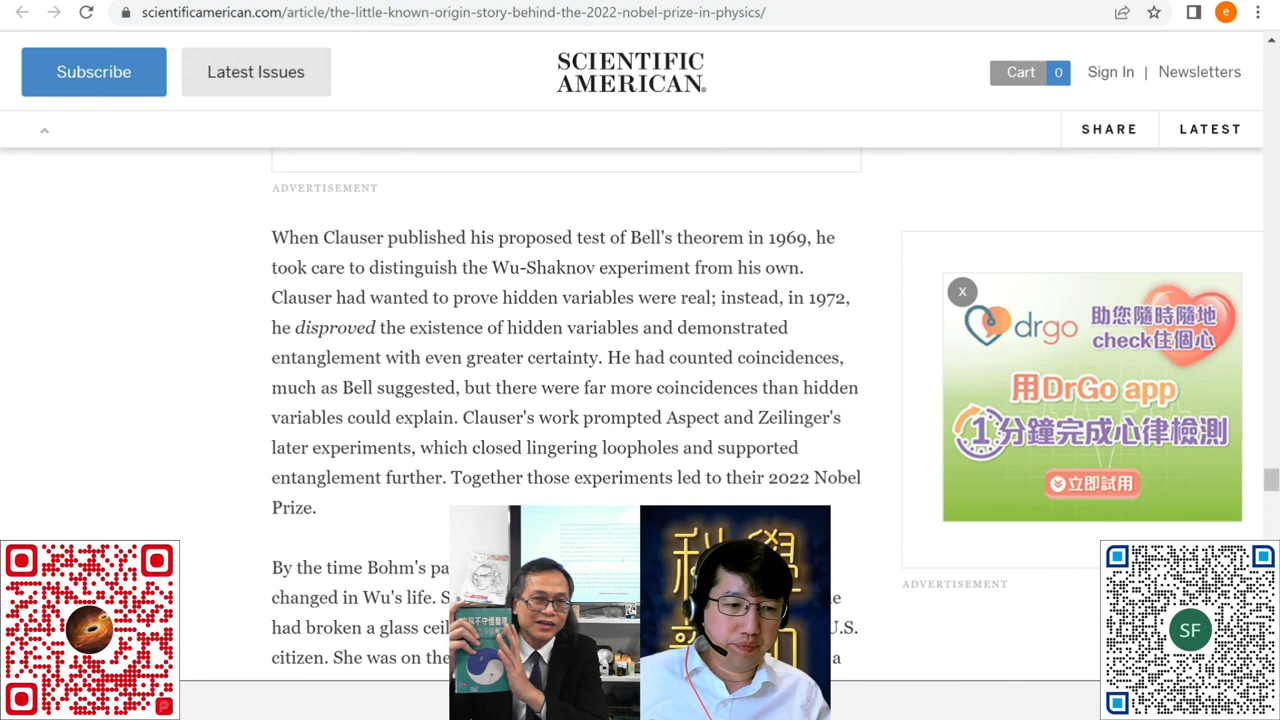 scientificamerican.com/article/the-little-known-origin-story-behind-the-2022-nobel-prize-in-physics/
e
Subscribe
Latest Issues
SCIENTIFIC
AMERICAN®
Cart 0
Sign In | Newsletters
SHARE
LATEST
ADVERTISEMENT
When Clauser published his proposed test of Bell's theorem in 1969, he
took care to distinguish the Wu-Shaknov experiment from his own.
Clauser had wanted to prove hidden variables were real; instead, in 1972,
he disproved the existence of hidden variables and demonstrated
entanglement with even greater certainty. He had counted coincidences,
much as Bell suggested, but there were far more coincidences than hidden
variables could explain. Clauser's work prompted Aspect and Zeilinger's
later experiments, which closed lingering loopholes and supported
entanglement further. Together those experiments led to their 2022 Nobel
Prize.
By the time Bohm's pa
changed in Wu's life. S
had broken a glass ceil U.S.
citizen. She was on the a
X
drgo
助您隨時隨地
check住個心
用DrGo app
1分鐘完成心律檢測
立即試用
ADVERTISEMENT
SF